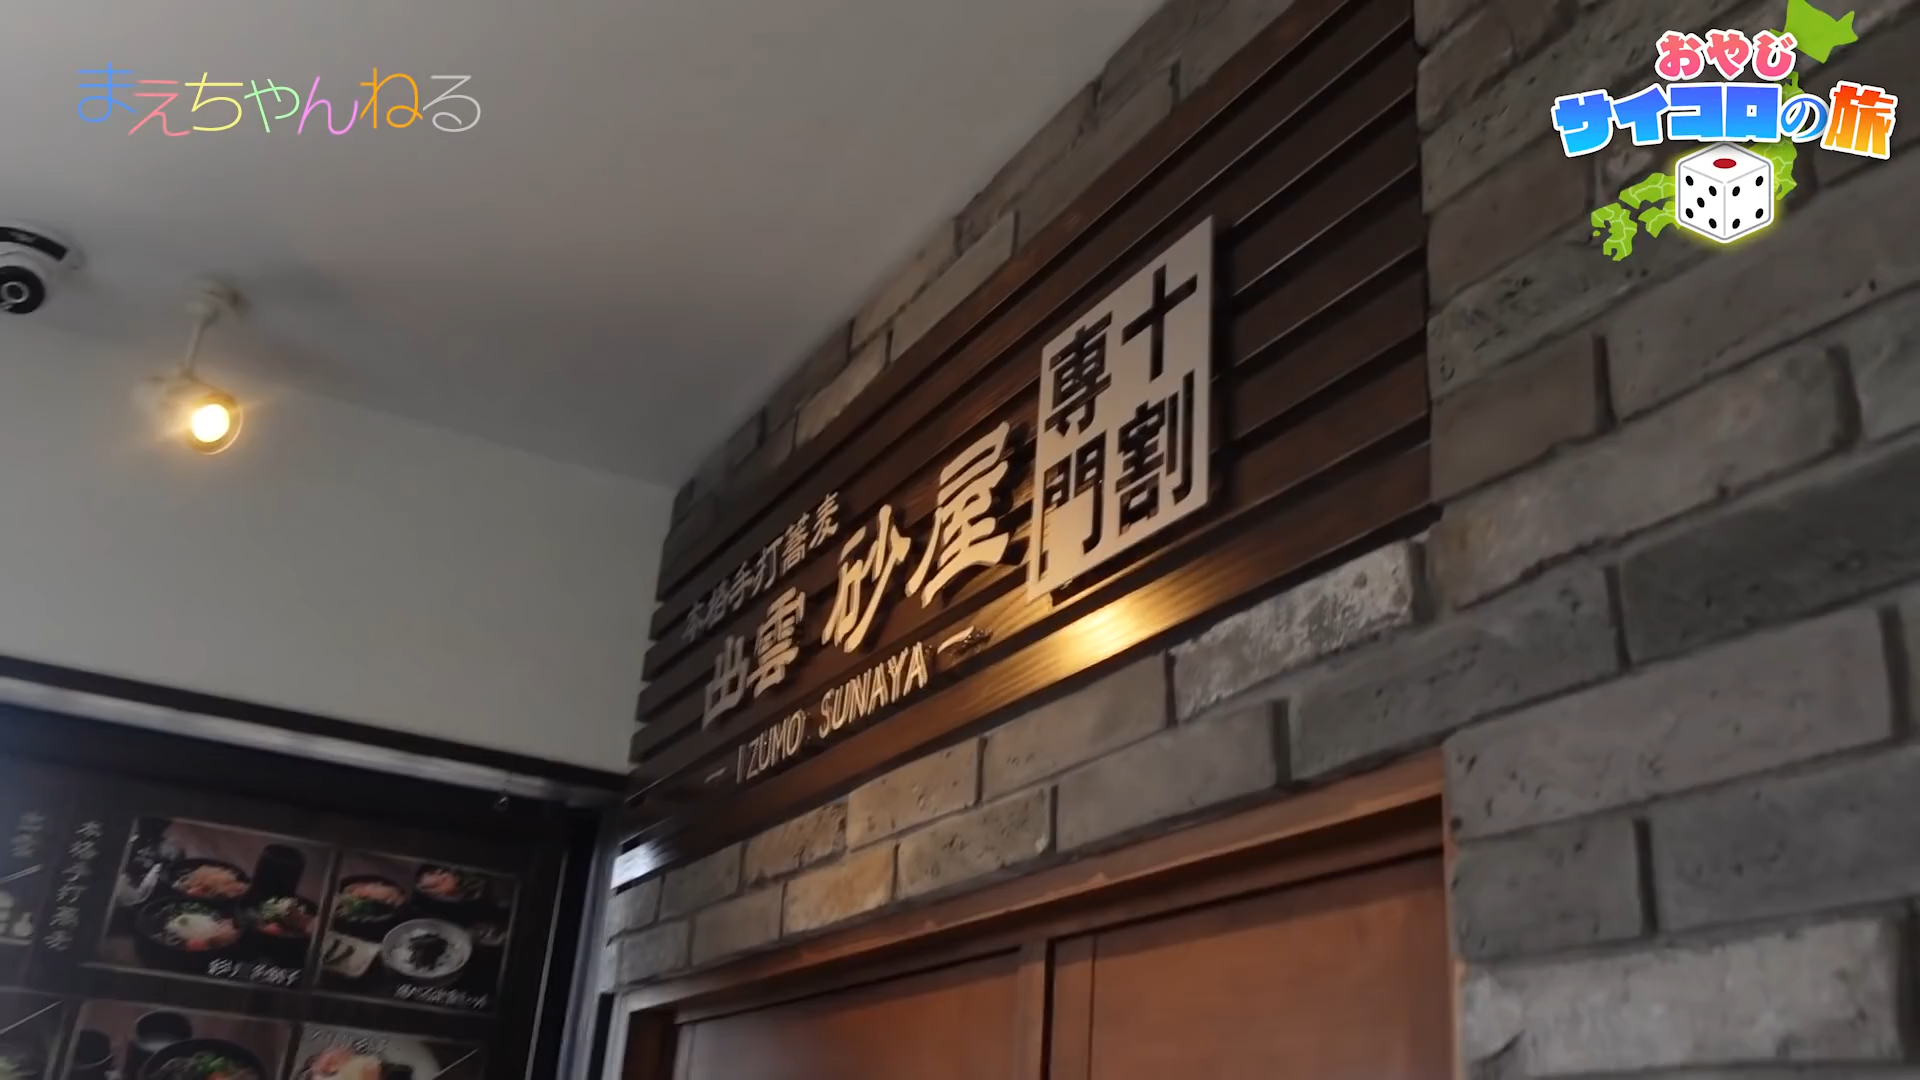 まえちゃんねる
おやじ
サイコロの旅
十割
専門
本格手打蕎麦
出雲 砂屋
— IZUMO SUNAYA —
本格手打蕎麦